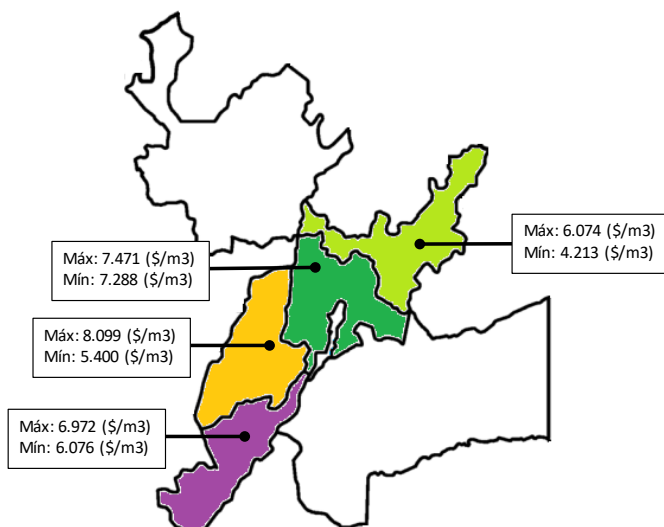 Máx: 6.074 ($/m3)
Mín: 4.213 ($/m3)
Máx: 7.471 ($/m3)
Mín: 7.288 ($/m3)
Máx: 8.099 ($/m3)
Mín: 5.400 ($/m3)
Máx: 6.972 ($/m3)
Mín: 6.076 ($/m3)